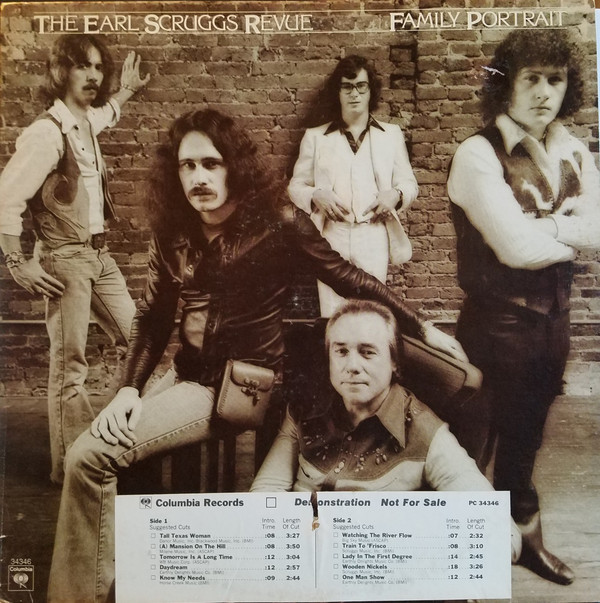 THE EARL SCRUGGS REVUE FAMILY PORTRAIT
Columbia Records Demonstration Not For Sale PC 34346
Side 1
Suggested Cuts Intro. Time Length Of Cut
Tall Texas Woman :08 3:27
(A) Mansion On The Hill :08 3:50
Tomorrow Is A Long Time :12 3:04
Daydream :12 2:57
Know My Needs :09 2:44
Side 2
Suggested Cuts Intro. Time Length Of Cut
Watching The River Flow :07 2:32
Train To 'Frisco :08 3:10
Lady In The First Degree :14 2:45
Wooden Nickels :18 3:26
One Man Show :12 2:44
34346
Columbia